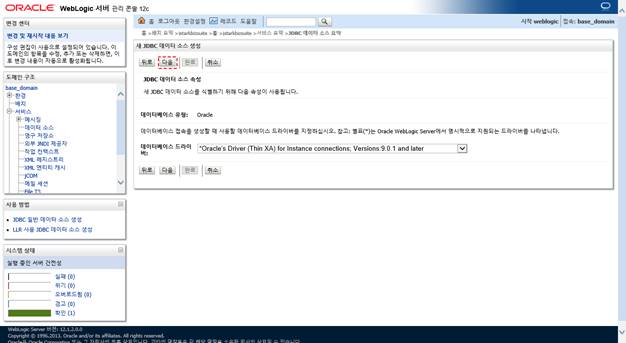 ORACLE WebLogic 서버 관리 콘솔 12c
변경 센터
변경 및 재시작 내용 보기
구성 편집기가 사용으로 설정되어 있습니다. 이
도메인의 항목을 수정, 추가 또는 삭제하면, 이
후 변경 내용이 자동으로 활성화됩니다.
도메인 구조
base_domain
환경
배치
서비스
메시징
데이터 소스
영구 저장소
외부 JNDI 제공자
작업 컨텍스트
XML 레지스트리
XML 엔티티 캐시
jCOM
메일 세션
File T3
사용 방법
JDBC 일반 데이터 소스 생성
LLR 사용 JDBC 데이터 소스 생성
시스템 상태
실행 중인 서버 건전성
실패 (0)
위기 (0)
오버로드됨 (0)
경고 (0)
확인 (1)
홈 로그아웃 환경설정 레코드 도움말
시작 weblogic 접속: base_domain
홈 >배치 요약 >istarkbosuite >홈 >istarkbosuite >서비스 요약 >JDBC 데이터 소스 요약
새 JDBC 데이터 소스 생성
뒤로 다음 완료 취소
JDBC 데이터 소스 속성
새 JDBC 데이터 소스를 식별하기 위해 다음 속성이 사용됩니다.
데이터베이스 유형: Oracle
데이터베이스 접속을 생성할 때 사용할 데이터베이스 드라이버를 지정하십시오. 참고: 별표(*)는 Oracle WebLogic Server에서 명시적으로 지원되는 드라이버를 나타냅니다.
데이터베이스 드라이버: *Oracle's Driver (Thin XA) for Instance connections; Versions:9.0.1 and later
뒤로 다음 완료 취소
WebLogic Server 버전: 12.1.2.0.0
Copyright © 1996,2013, Oracle and/or its affiliates. All rights reserved.